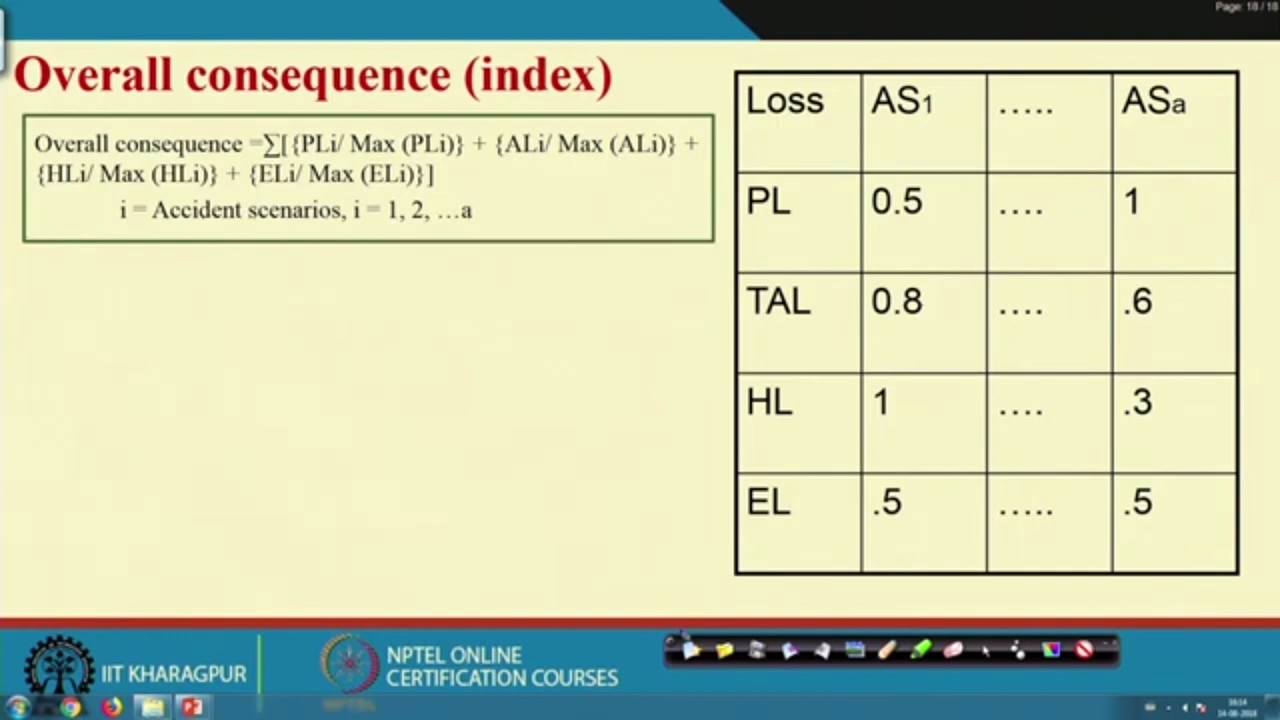 Page: 18 / 18
Overall consequence (index)
Overall consequence =∑[{PLi/ Max (PLi)} + {ALi/ Max (ALi)} +
{HLi/ Max (HLi)} + {ELi/ Max (ELi)}]
i = Accident scenarios, i = 1, 2, …a
Loss AS1 ….. ASa
PL 0.5 …. 1
TAL 0.8 …. .6
HL 1 …. .3
EL .5 ….. .5
IIT KHARAGPUR
NPTEL ONLINE
CERTIFICATION COURSES